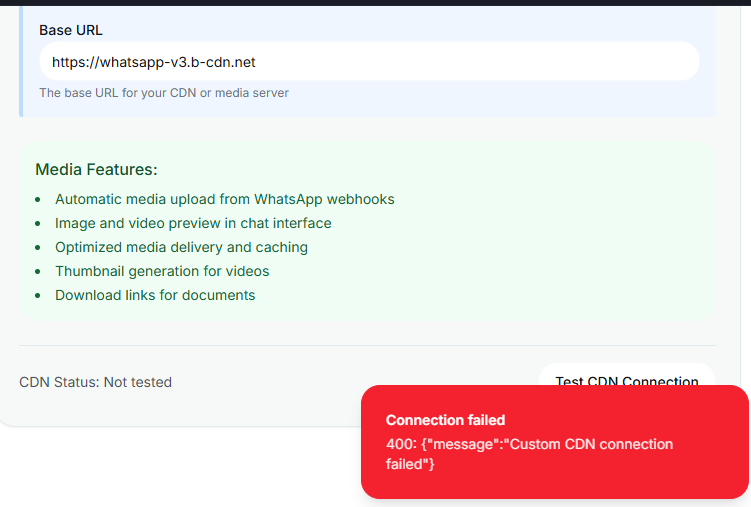 Base URL
https://whatsapp-v3.b-cdn.net
The base URL for your CDN or media server
Media Features:
Automatic media upload from WhatsApp webhooks
Image and video preview in chat interface
Optimized media delivery and caching
Thumbnail generation for videos
Download links for documents
CDN Status: Not tested
Test CDN Connection
Connection failed
400: {"message":"Custom CDN connection
failed"}